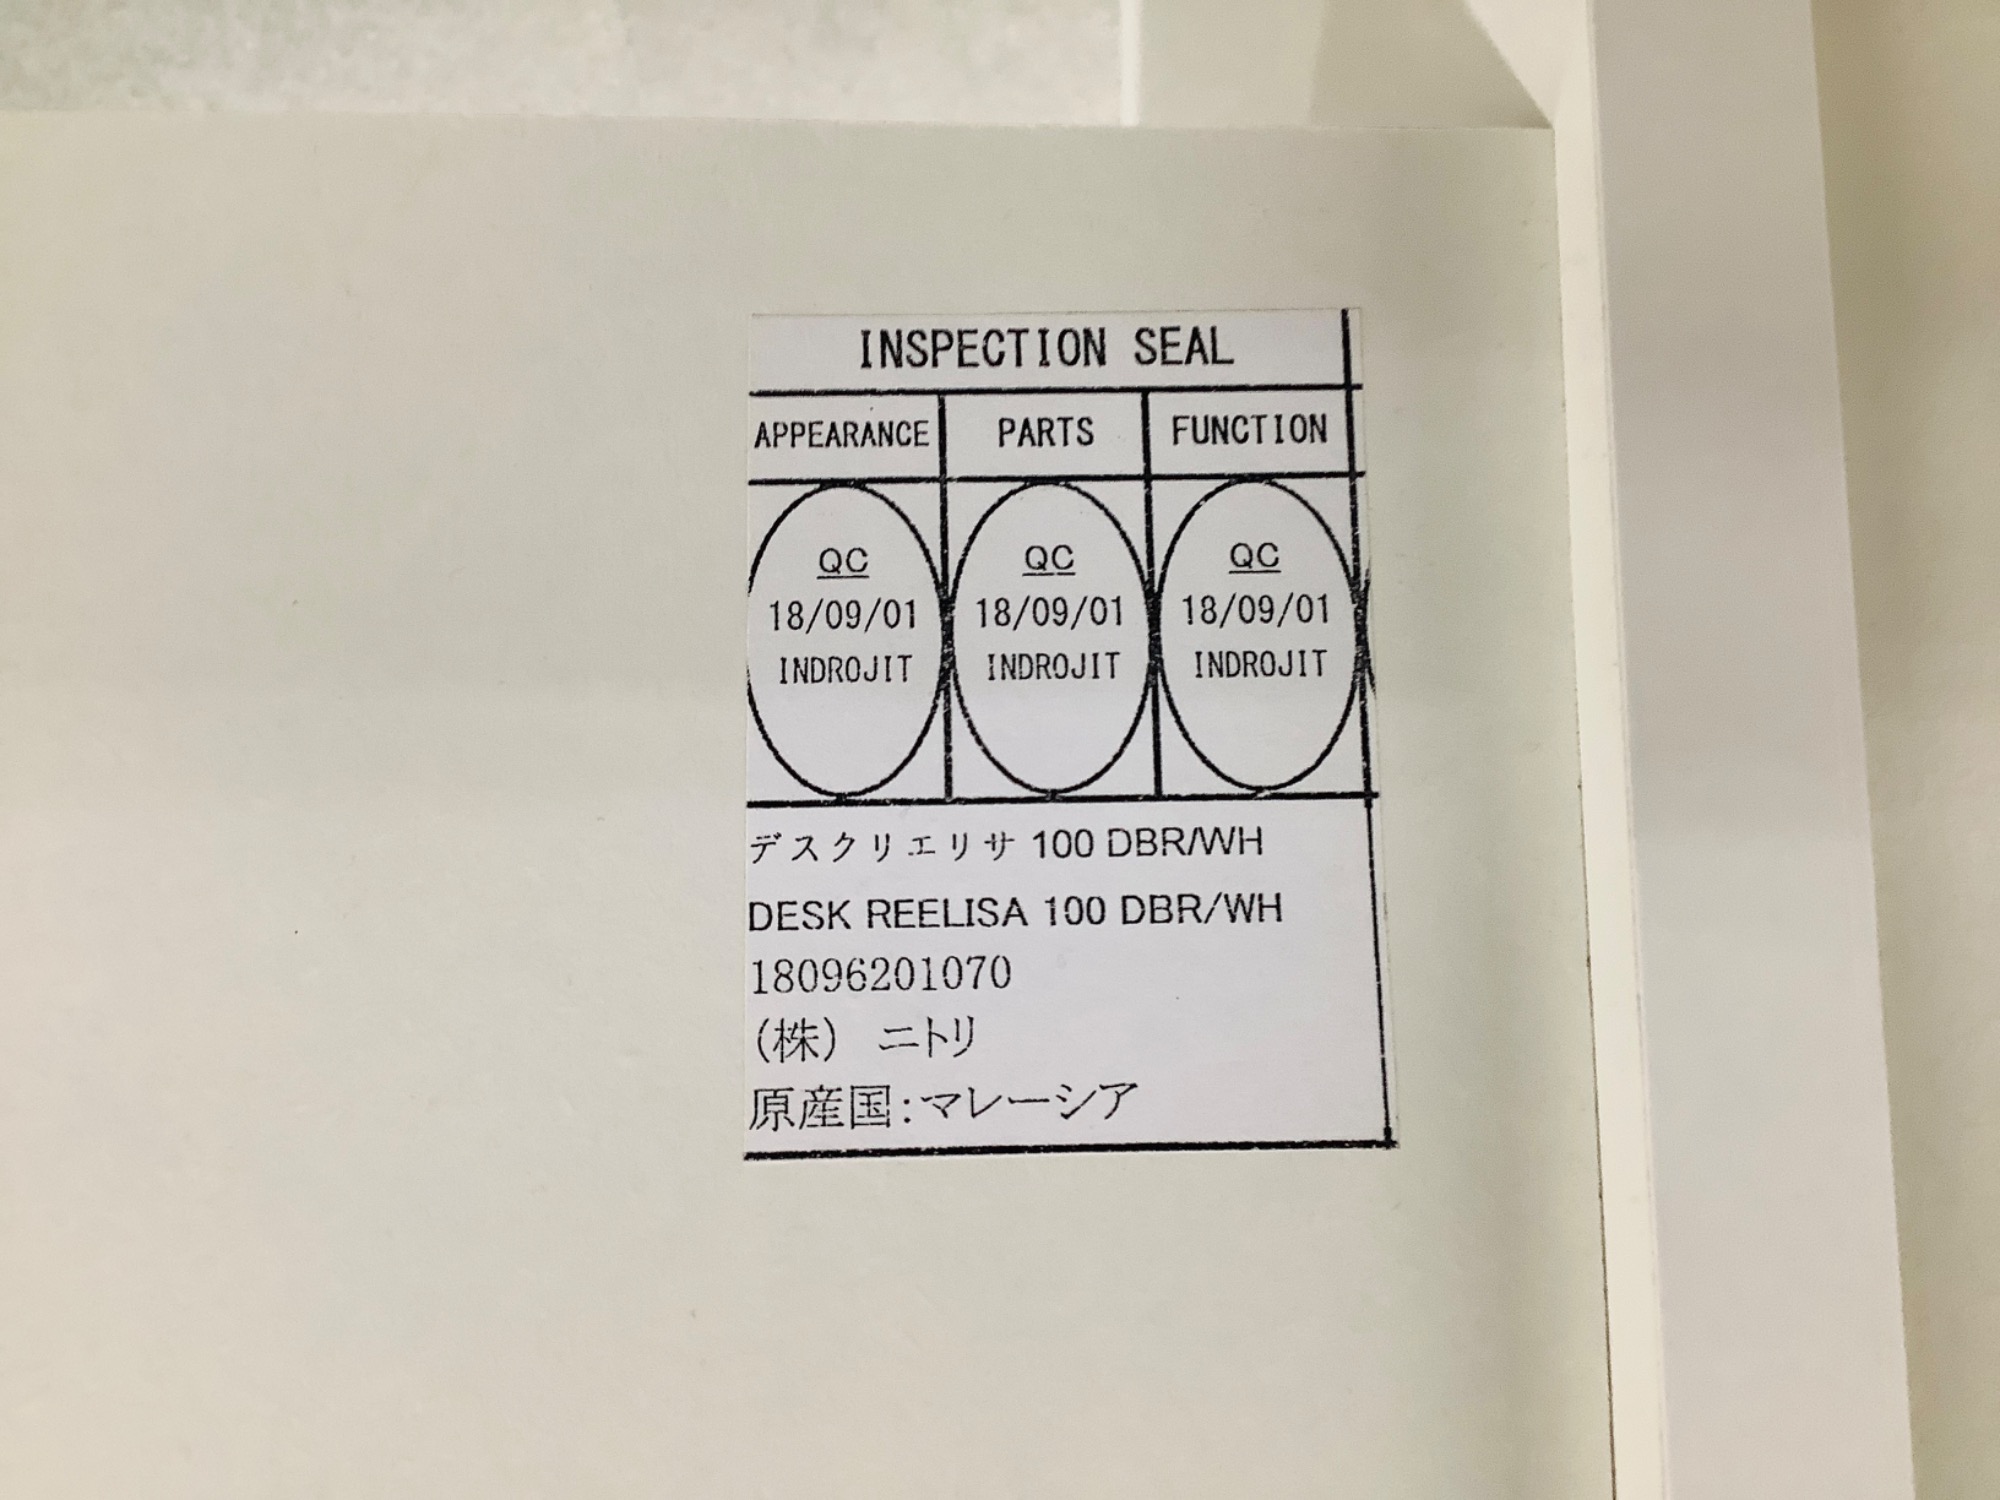 INSPECTION SEAL
APPEARANCE PARTS FUNCTION
QC QC QC
18/09/01 18/09/01 18/09/01
INDROJIT INDROJIT INDROJIT
デスクリエリサ 100 DBR/WH
DESK REELISA 100 DBR/WH
18096201070
(株) ニトリ
原産国:マレーシア